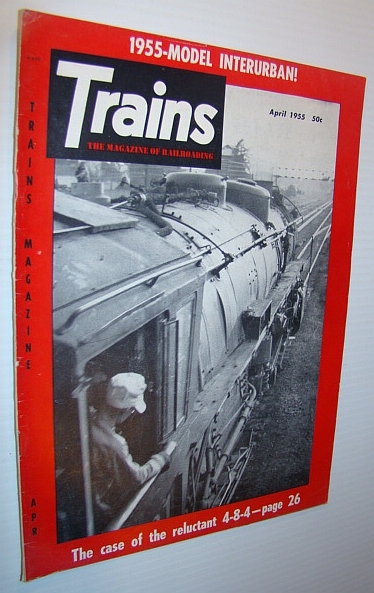 1955-MODEL INTERURBAN!
Trains
THE MAGAZINE OF RAILROADING
April 1955 50c
TRAINS MAGAZINE
APR
The case of the reluctant 4-8-4—page 26